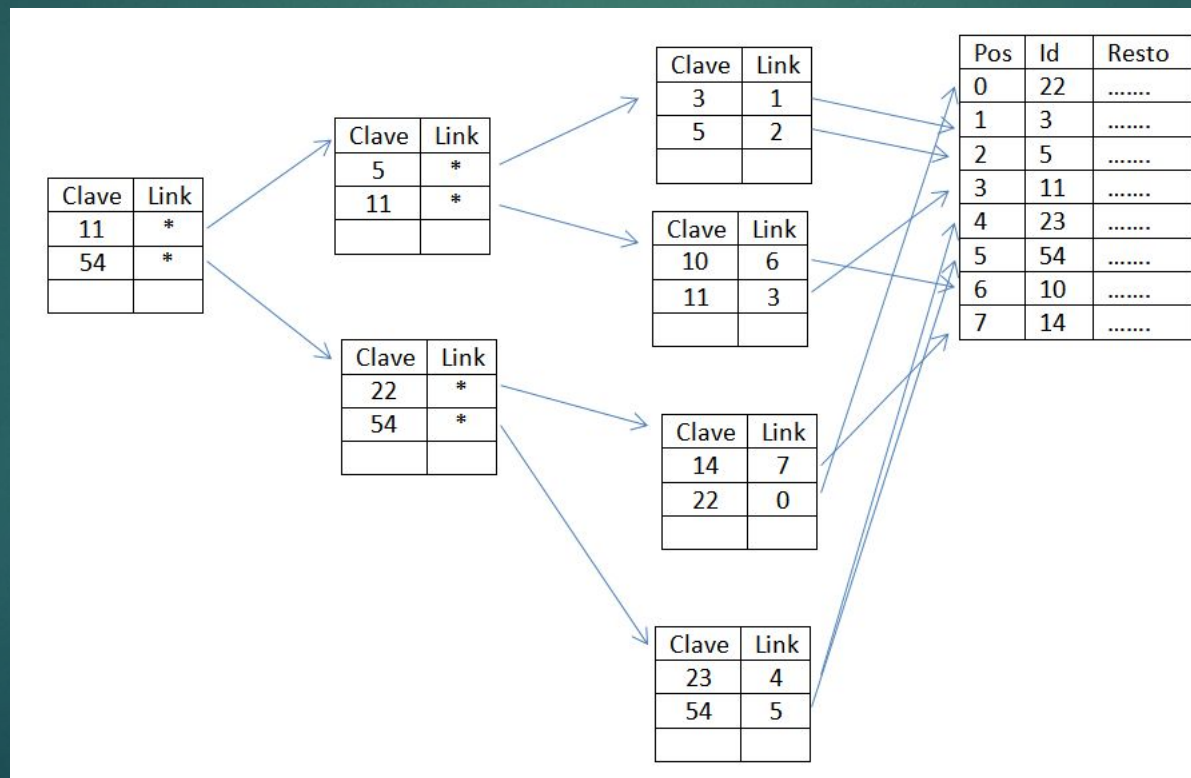 Clave Link
11 *
54 *
Clave Link
5 *
11 *
Clave Link
22 *
54 *
Clave Link
3 1
5 2
Clave Link
10 6
11 3
Clave Link
14 7
22 0
Clave Link
23 4
54 5
Pos Id Resto
0 22 .......
1 3 .......
2 5 .......
3 11 .......
4 23 .......
5 54 .......
6 10 .......
7 14 .......